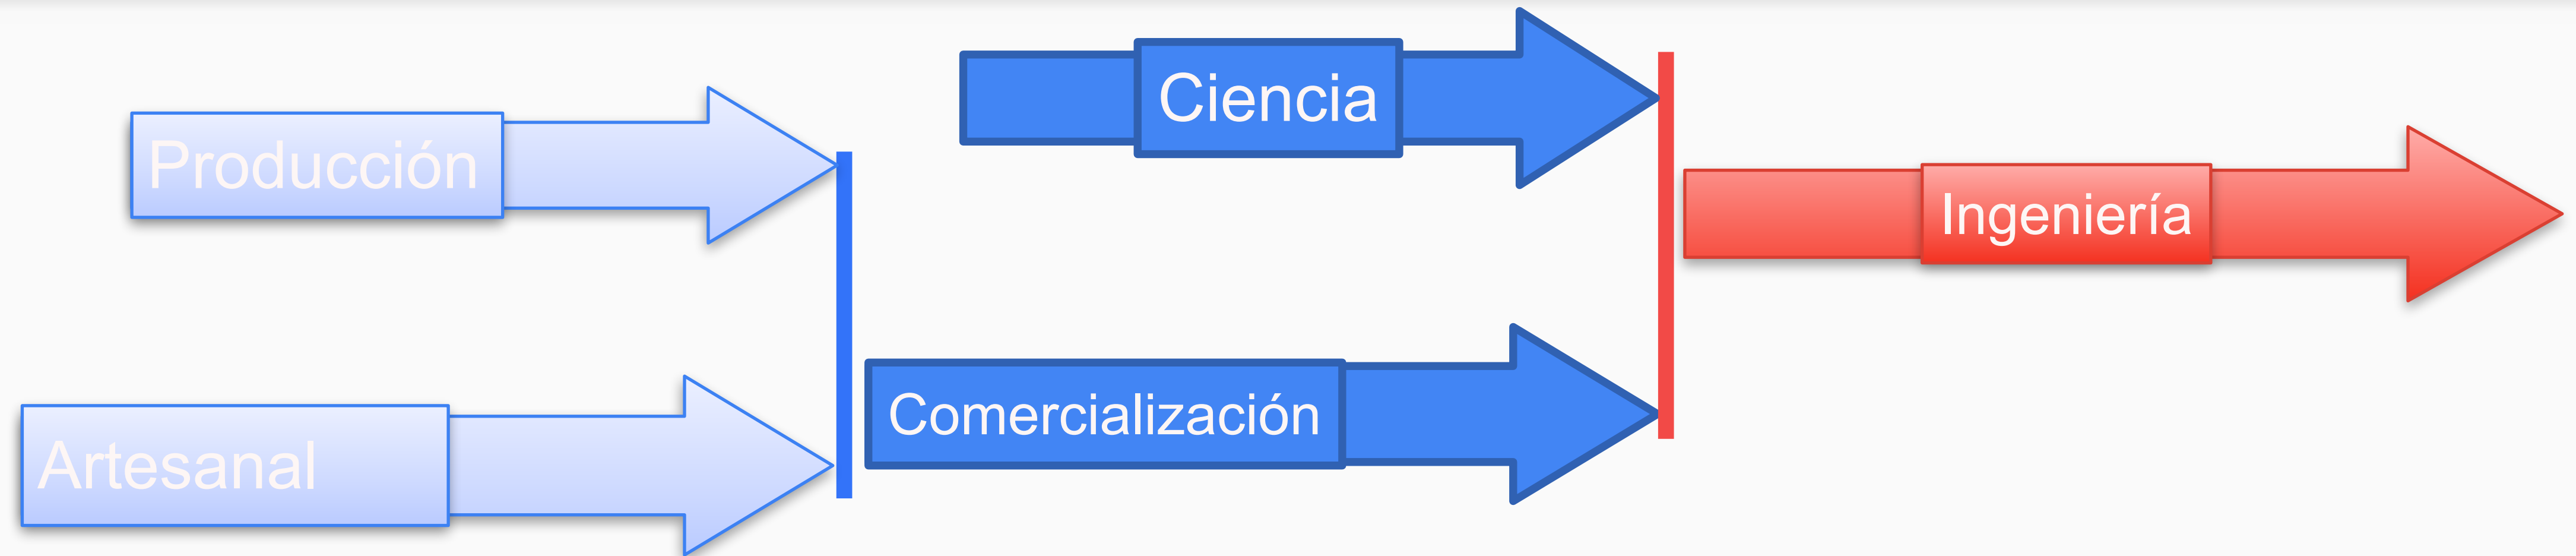 Producción
Artesanal
Ciencia
Comercialización
Ingeniería